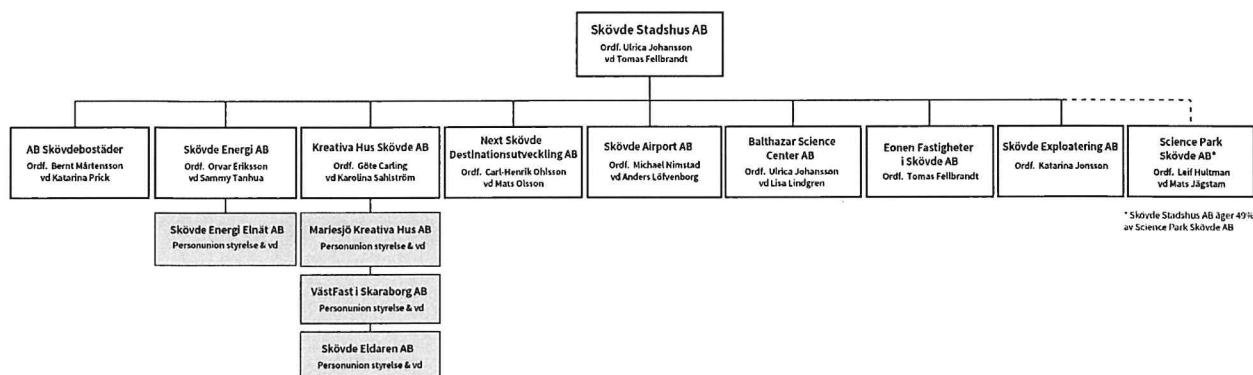 Skövde Stadshus AB
Ordf. Ulrica Johansson
vd Tomas Fellbrandt
AB Skövdebostäder
Ordf. Bernt Mårtensson
vd Katarina Prick
Skövde Energi AB
Ordf. Orvar Eriksson
vd Sammy Tanhua
Kreativa Hus Skövde AB
Ordf. Göte Carling
vd Karolina Sahlström
Next Skövde
Destinationsutveckling AB
Ordf. Carl-Henrik Ohlsson
vd Mats Olsson
Skövde Airport AB
Ordf. Michael Nimstad
vd Anders Löfvenborg
Balthazar Science
Center AB
Ordf. Ulrica Johansson
vd Lisa Lindgren
Eonen Fastigheter
i Skövde AB
Ordf. Tomas Fellbrandt
Skövde Exploatering AB
Ordf. Katarina Jonsson
Science Park
Skövde AB*
Ordf. Leif Hultman
vd Mats Jägstam
* Skövde Stadshus AB äger 49%
av Science Park Skövde AB
Skövde Energi Elnät AB
Personunion styrelse & vd
Mariesjö Kreativa Hus AB
Personunion styrelse & vd
VästFast i Skaraborg AB
Personunion styrelse & vd
Skövde Eldaren AB
Personunion styrelse & vd